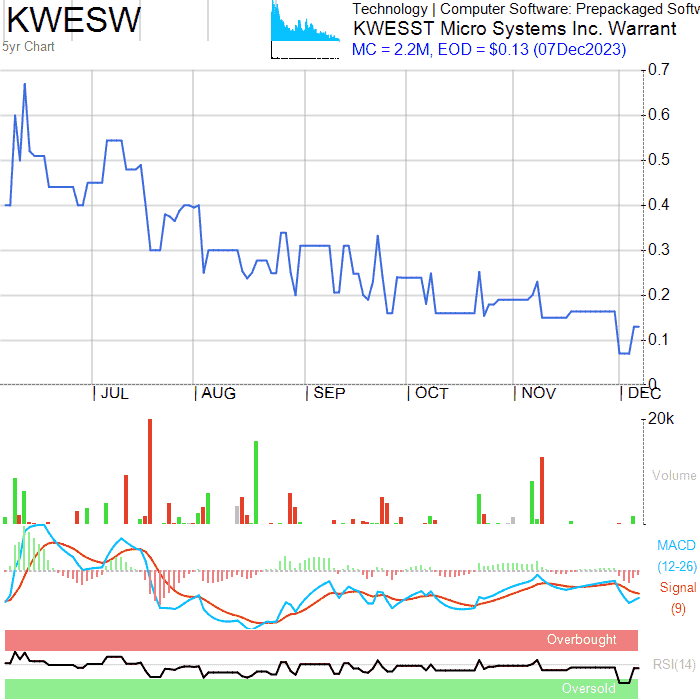 KWESW
5yr Chart
Technology | Computer Software: Prepackaged Softw
KWESST Micro Systems Inc. Warrant
MC = 2.2M, EOD = $0.13 (07Dec2023)
0.7
0.6
0.5
0.4
0.3
0.2
0.1
0
JUL AUG SEP OCT NOV DEC
20k
Volume
MACD
(12-26)
Signal
(9)
Overbought
RSI(14)
Oversold